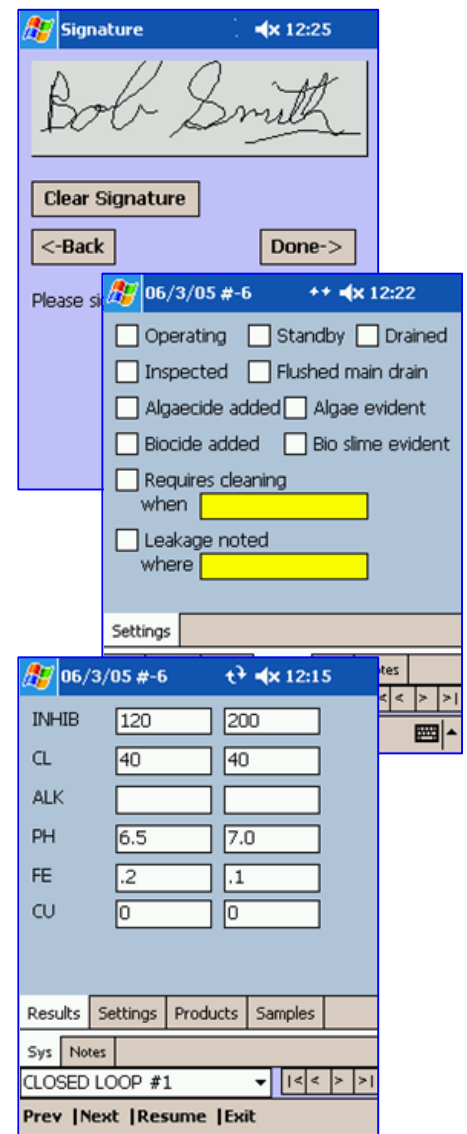 Signature 12:25
Bob Smith
Clear Signature
<-Back Done->
Please
06/3/05 #-6 12:22
Operating Standby Drained
Inspected Flushed main drain
Algaecide added Algae evident
Biocide added Bio slime evident
Requires cleaning
when
Leakage noted
where
Settings
< > >|
06/3/05 #-6 12:15
INHIB 120 200
CL 40 40
ALK
PH 6.5 7.0
FE .2 .1
CU 0 0
Results Settings Products Samples
Sys Notes
CLOSED LOOP #1 |< < > >|
Prev |Next |Resume |Exit